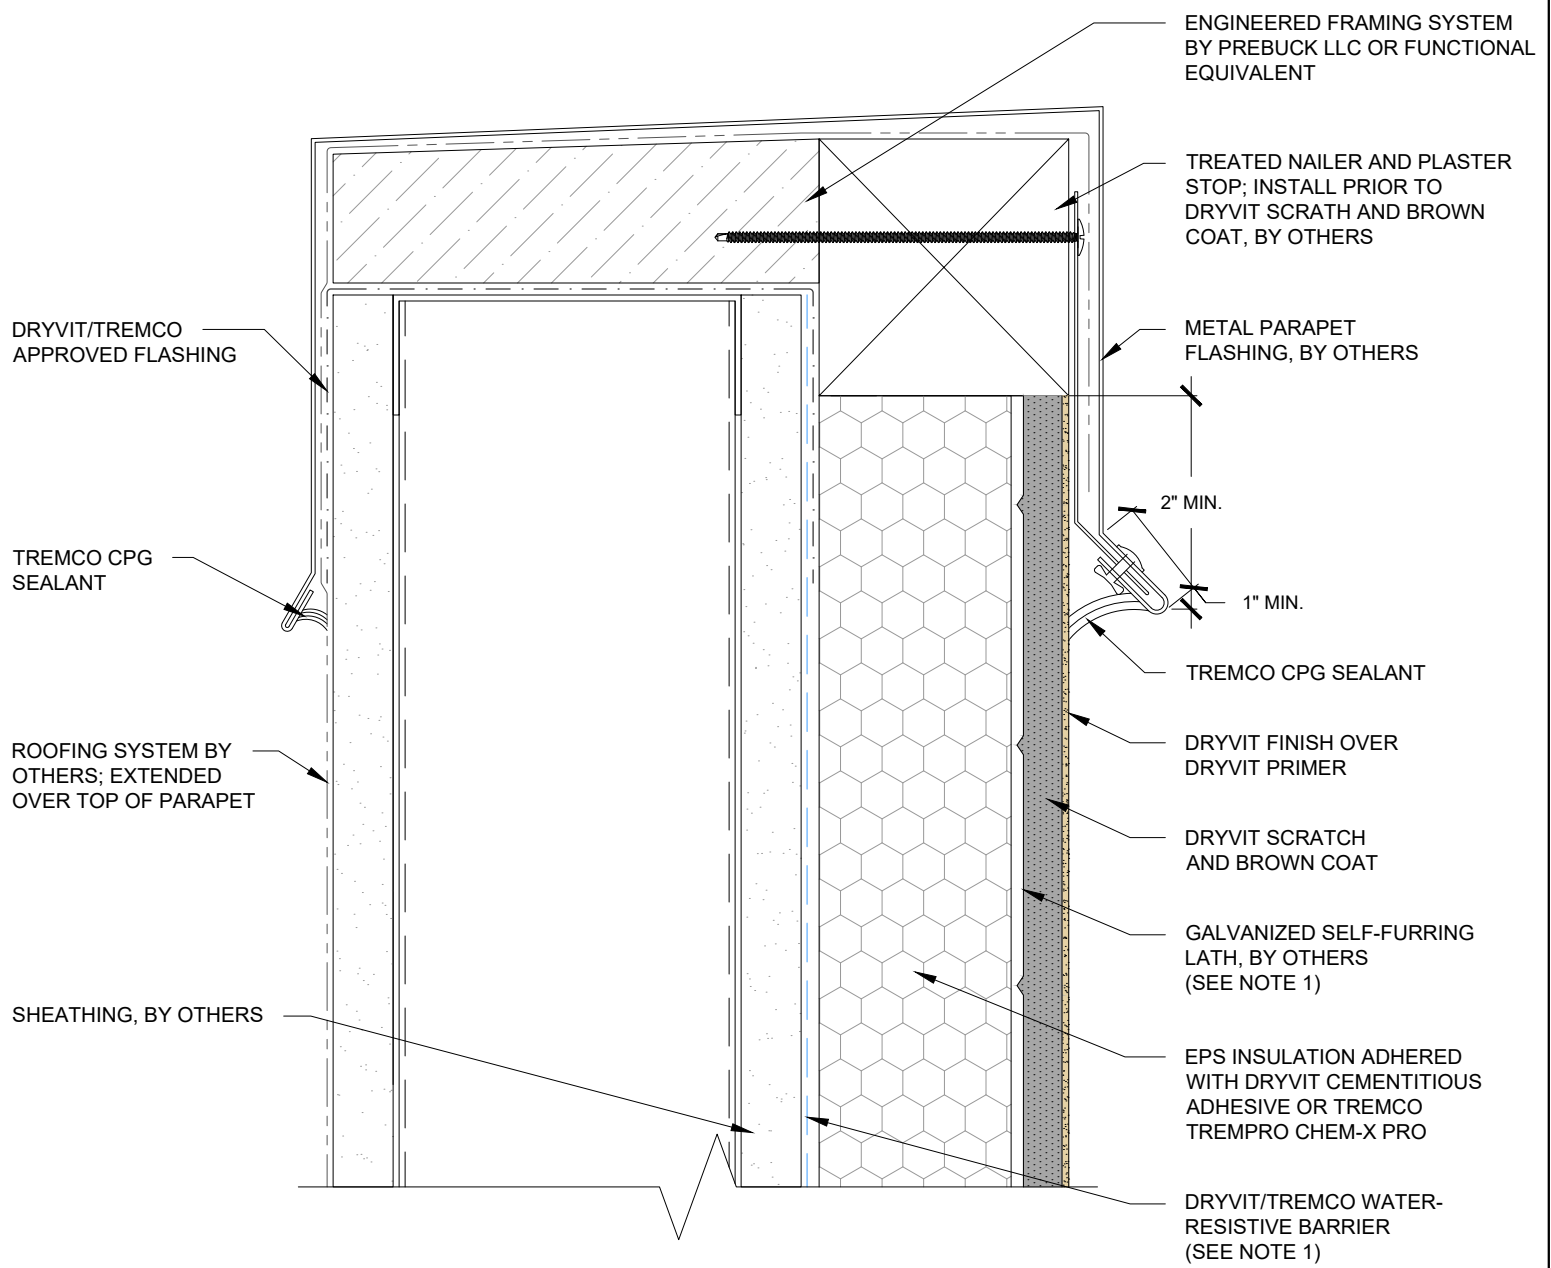 ENGINEERED FRAMING SYSTEM
BY PREBUCK LLC OR FUNCTIONAL
EQUIVALENT
TREATED NAILER AND PLASTER
STOP; INSTALL PRIOR TO
DRYVIT SCRATH AND BROWN
COAT, BY OTHERS
DRYVIT/TREMCO
APPROVED FLASHING
METAL PARAPET
FLASHING, BY OTHERS
2" MIN.
TREMCO CPG
SEALANT
1" MIN.
TREMCO CPG SEALANT
ROOFING SYSTEM BY
OTHERS; EXTENDED
OVER TOP OF PARAPET
DRYVIT FINISH OVER
DRYVIT PRIMER
DRYVIT SCRATCH
AND BROWN COAT
GALVANIZED SELF-FURRING
LATH, BY OTHERS
(SEE NOTE 1)
SHEATHING, BY OTHERS
EPS INSULATION ADHERED
WITH DRYVIT CEMENTITIOUS
ADHESIVE OR TREMCO
TREMPRO CHEM-X PRO
DRYVIT/TREMCO WATER-
RESISTIVE BARRIER
(SEE NOTE 1)